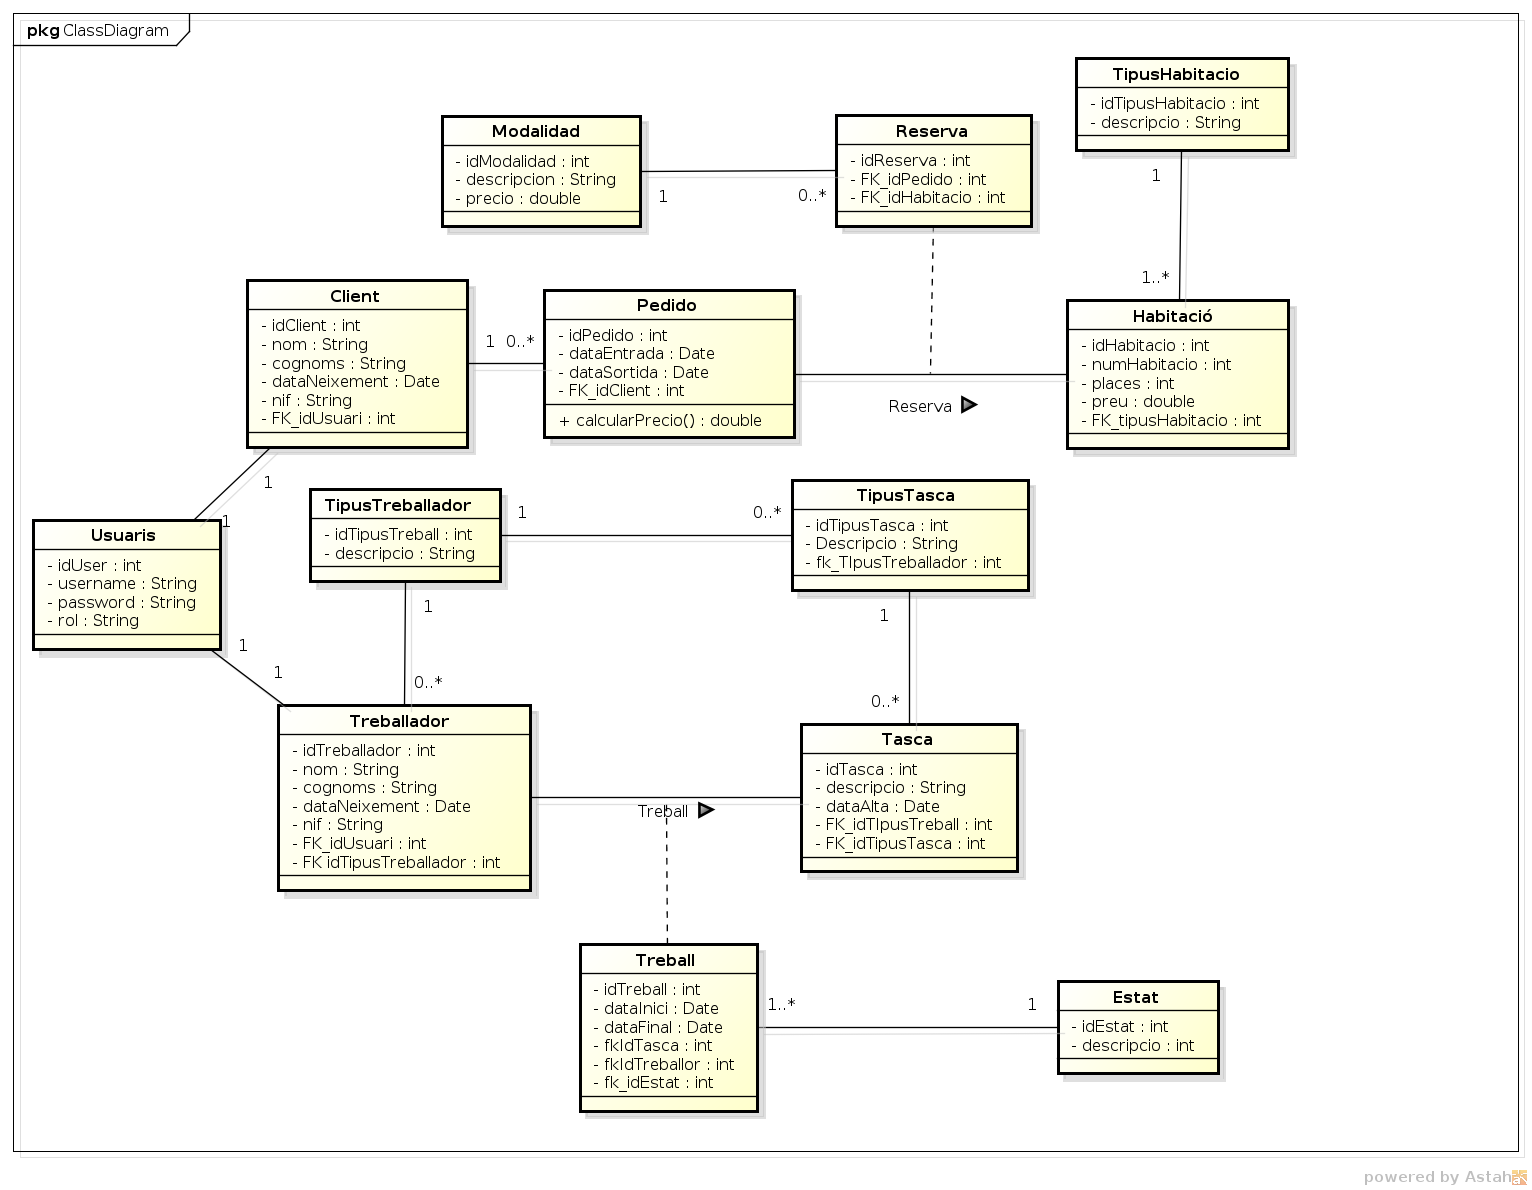 pkg ClassDiagram
TipusHabitacio
- idTipusHabitacio : int
- descripcio : String
Modalidad
- idModalidad : int
- descripcion : String
- precio : double
Reserva
- idReserva : int
- FK_idPedido : int
- FK_idHabitacio : int
1
0..*
1
1..*
Client
- idClient : int
- nom : String
- cognoms : String
- dataNeixement : Date
- nif : String
- FK_idUsuari : int
1
0..*
Pedido
- idPedido : int
- dataEntrada : Date
- dataSortida : Date
- FK_idClient : int
+ calcularPrecio() : double
Reserva
Habitació
- idHabitacio : int
- numHabitacio : int
- places : int
- preu : double
- FK_tipusHabitacio : int
1
1
Usuaris
- idUser : int
- username : String
- password : String
- rol : String
1
1
TipusTreballador
- idTipusTreball : int
- descripcio : String
1
0..*
TipusTasca
- idTipusTasca : int
- Descripcio : String
- fk_TIpusTreballador : int
1
0..*
1
0..*
Treballador
- idTreballador : int
- nom : String
- cognoms : String
- dataNeixement : Date
- nif : String
- FK_idUsuari : int
- FK idTipusTreballador : int
Treball
Tasca
- idTasca : int
- descripcio : String
- dataAlta : Date
- FK_idTIpusTreball : int
- FK_idTipusTasca : int
Treball
- idTreball : int
- dataInici : Date
- dataFinal : Date
- fkIdTasca : int
- fkIdTreballor : int
- fk_idEstat : int
1..*
1
Estat
- idEstat : int
- descripcio : int
powered by Astah